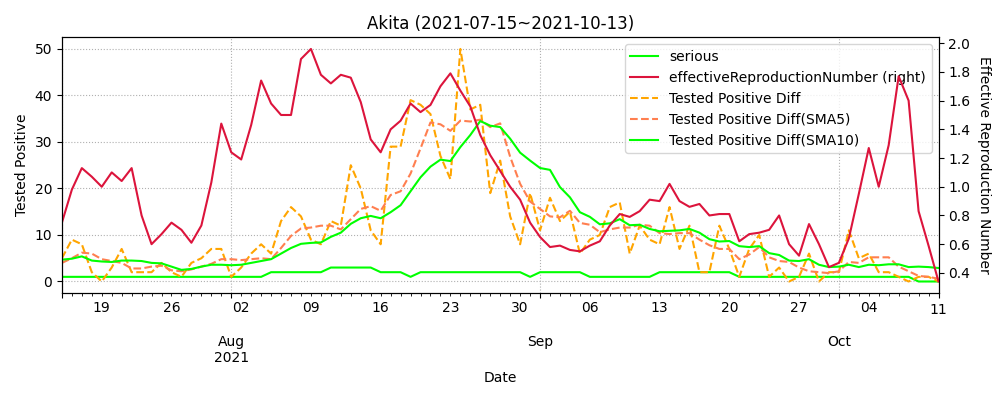 Akita (2021-07-15~2021-10-13)
50
40
30
20
10
0
Tested Positive
2.0
1.8
1.6
1.4
1.2
1.0
0.8
0.6
0.4
Effective Reproduction Number
serious
effectiveReproductionNumber (right)
Tested Positive Diff
Tested Positive Diff(SMA5)
Tested Positive Diff(SMA10)
19 26 02 09 16 23 30 06 13 20 27 04 11
Aug Sep Oct
2021
Date